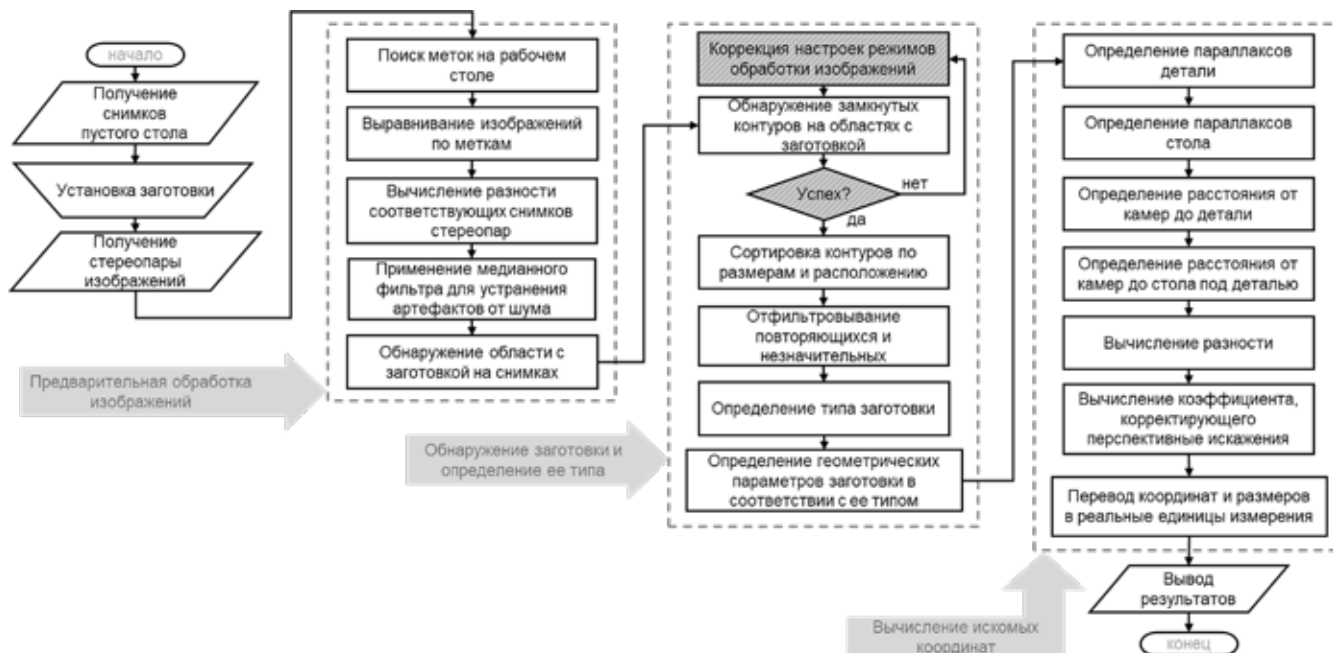 начало
Получение
снимков
пустого стола
Установка заготовки
Получение
стереопары
изображений
Предварительная обработка
изображений
Поиск меток на рабочем
столе
Выравнивание изображений
по меткам
Вычисление разности
соответствующих снимков
стереопар
Применение медианного
фильтра для устранения
артефактов от шума
Обнаружение области с
заготовкой на снимках
Обнаружение заготовки и
определение ее типа
Коррекция настроек режимов
обработки изображений
Обнаружение замкнутых
контуров на областях с
заготовкой
Успех?
нет
да
Сортировка контуров по
размерам и расположению
Отфильтровывание
повторяющихся и
незначительных
Определение типа заготовки
Определение геометрических
параметров заготовки в
соответствии с ее типом
Вычисление искомых
координат
Определение параллаксов
детали
Определение параллаксов
стола
Определение расстояния от
камер до детали
Определение расстояния от
камер до стола под деталью
Вычисление разности
Вычисление коэффициента,
корректирующего
перспективные искажения
Перевод координат и размеров
в реальные единицы измерения
Вывод
результатов
конец